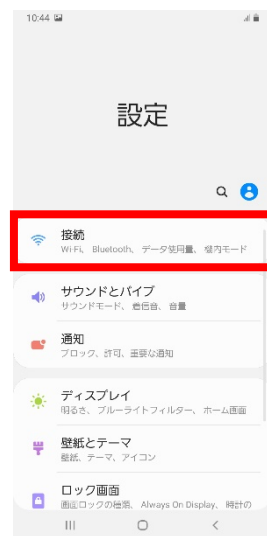 10:44
設定
接続
Wi-Fi、 Bluetooth、 データ使用量、 機内モード
サウンドとバイブ
サウンドモード、 着信音、 音量
通知
ブロック、許可、重要な通知
ディスプレイ
明るさ、 ブルーライトフィルター、 ホーム画面
壁紙とテーマ
壁紙、テーマ、アイコン
ロック画面
画面ロックの種類、 Always On Display、 時計の